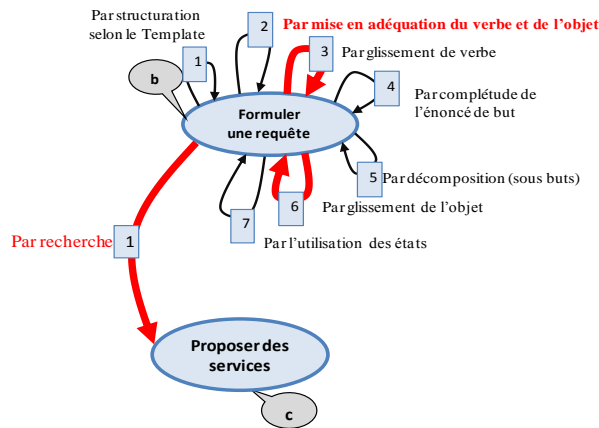 Par structuration
selon le Template
2
Par mise en adéquation du verbe et de l'objet
3
Par glissement de verbe
1
4
Par complétude de
l'énoncé de but
b
Formuler
une requête
5
Par décomposition (sous buts)
6
Par glissement de l'objet
7
Par l'utilisation des états
Par recherche
1
Proposer des
services
c